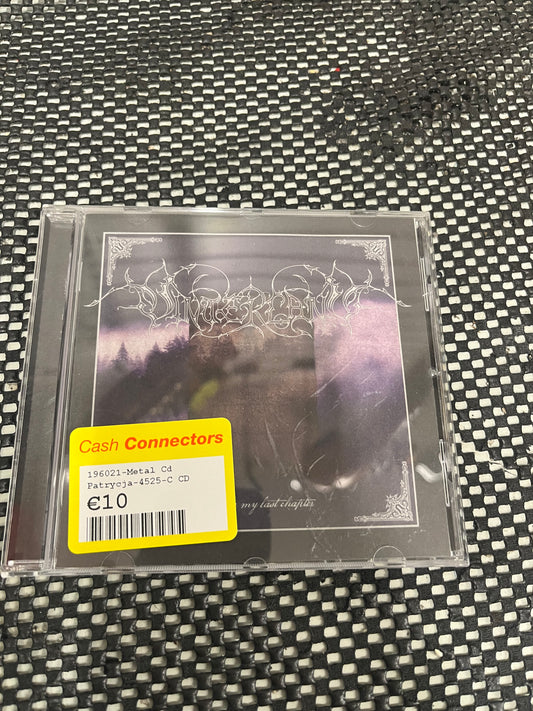 my last chapter
Cash Connectors
196021-Metal Cd
Patrycja-4525-C CD
€10